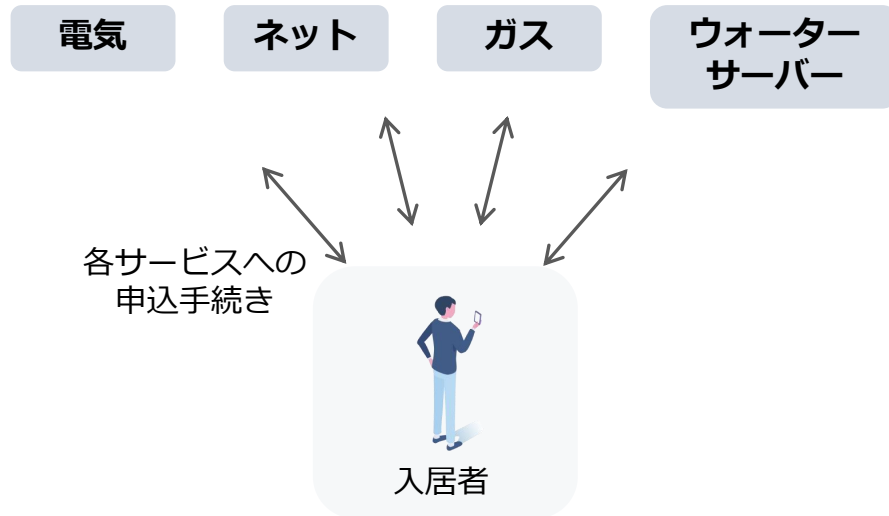 電気
ネット
ガス
ウォーター
サーバー
各サービスへの
申込手続き
入居者